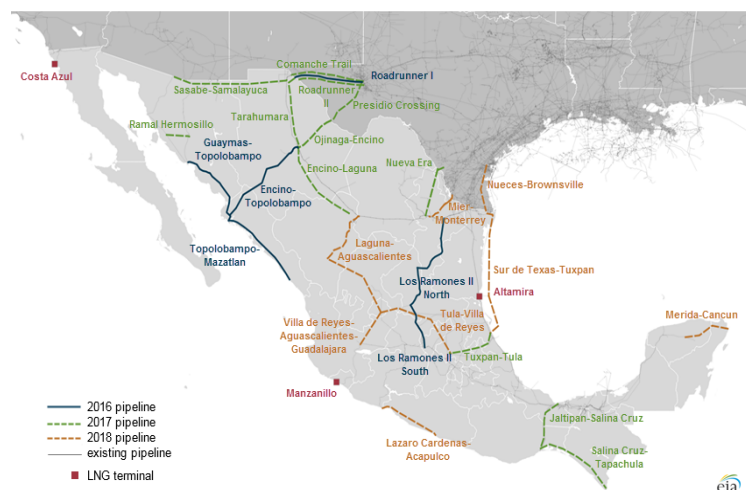 Costa Azul
Comanche Trail
Roadrunner I
Sasabe-Samalayuca
Roadrunner
II
Presidio Crossing
Tarahumara
Ramal Hermosillo
Guaymas-
Topolobampo
Ojinaga-Encino
Encino-Laguna
Nueva Era
Encino-
Topolobampo
Nueces-Brownsville
Mier-
Monterrey
Topolobampo-
Mazatlan
Laguna-
Aguascalientes
Los Ramones II
North
Sur de Texas-Tuxpan
Altamira
Villa de Reyes-
Aguascalientes-
Guadalajara
Tula-Villa
de Reyes
Merida-Cancun
Los Ramones II
South
Tuxpan-Tula
Manzanillo
Lazaro Cardenas-
Acapulco
Jaltipan-Salina Cruz
Salina Cruz-
Tapachula
2016 pipeline
2017 pipeline
2018 pipeline
existing pipeline
LNG terminal
eia